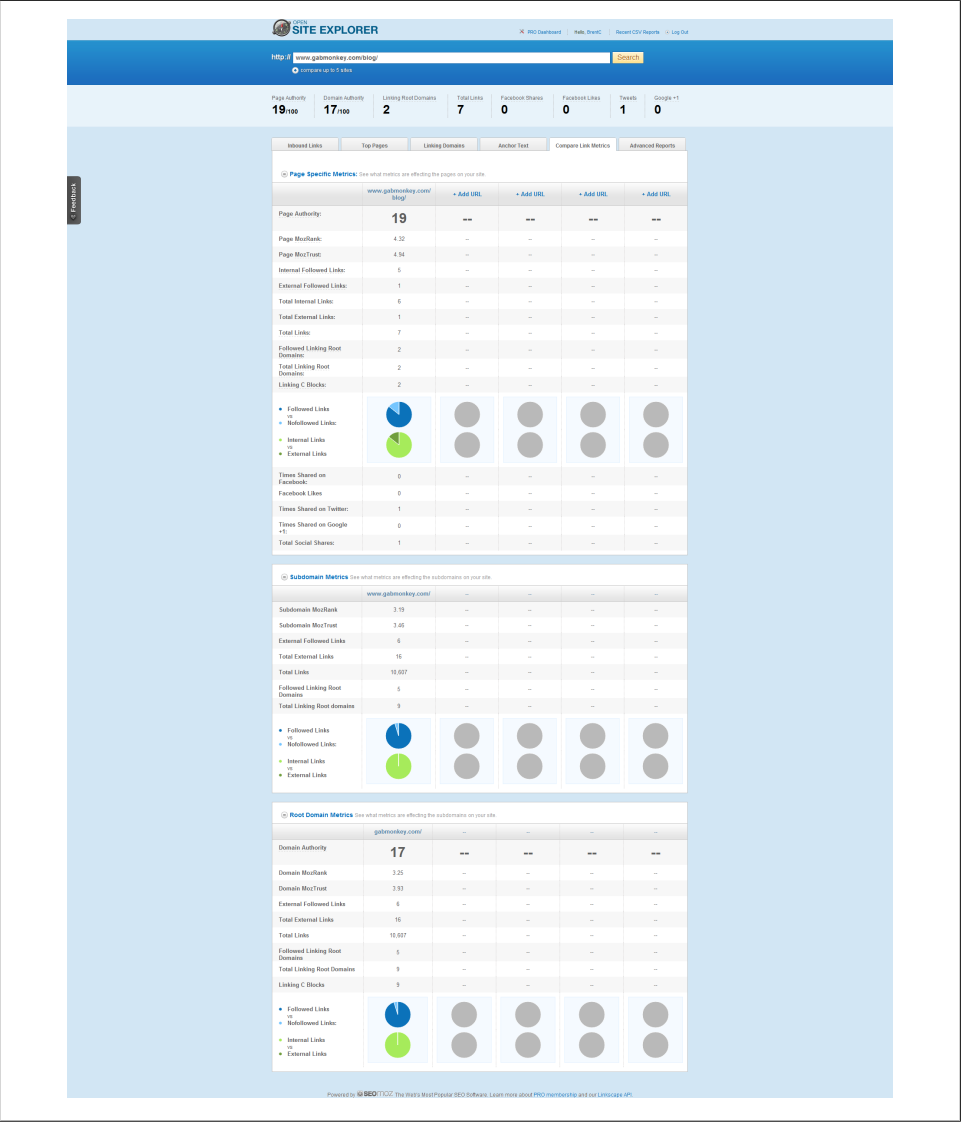 OPEN
SITE EXPLORER
PRO Dashboard Hello, BrentC Recent CSV Reports Log Out
http:// www.gabmonkey.com/blog/ Search
compare up to 5 sites
Page Authority Domain Authority Linking Root Domains Total Links Facebook Shares Facebook Likes Tweets Google +1
19/100 17/100 2 7 0 0 1 0
Inbound Links Top Pages Linking Domains Anchor Text Compare Link Metrics Advanced Reports
Feedback
Page Specific Metrics: See what metrics are effecting the pages on your site.
www.gabmonkey.com/ + Add URL + Add URL + Add URL + Add URL
blog/
Page Authority: 19 -- -- -- --
Page MozRank: 4.32 -- -- -- --
Page MozTrust: 4.94 -- -- -- --
Internal Followed Links: 5 -- -- -- --
External Followed Links: 1 -- -- -- --
Total Internal Links: 6 -- -- -- --
Total External Links: 1 -- -- -- --
Total Links: 7 -- -- -- --
Followed Linking Root
Domains: 2 -- -- -- --
Total Linking Root
Domains: 2 -- -- -- --
Linking C Blocks: 2 -- -- -- --
Followed Links
vs
Nofollowed Links:
Internal Links
vs
External Links
Times Shared on
Facebook: 0 -- -- -- --
Facebook Likes 0 -- -- -- --
Times Shared on Twitter: 1 -- -- -- --
Times Shared on Google
+1: 0 -- -- -- --
Total Social Shares: 1 -- -- -- --
Subdomain Metrics See what metrics are effecting the subdomains on your site.
www.gabmonkey.com/ -- -- -- --
Subdomain MozRank 3.19 -- -- -- --
Subdomain MozTrust 3.45 -- -- -- --
External Followed Links 6 -- -- -- --
Total External Links 16 -- -- -- --
Total Links 10,607 -- -- -- --
Followed Linking Root
Domains 5 -- -- -- --
Total Linking Root domains 9 -- -- -- --
Followed Links
vs
Nofollowed Links:
Internal Links
vs
External Links
Root Domain Metrics See what metrics are effecting the subdomains on your site
gabmonkey.com/ -- -- -- --
Domain Authority 17 -- -- -- --
Domain MozRank 3.25 -- -- -- --
Domain MozTrust 3.93 -- -- -- --
External Followed Links 6 -- -- -- --
Total External Links 16 -- -- -- --
Total Links 10,607 -- -- -- --
Followed Linking Root
Domains 5 -- -- -- --
Total Linking Root Domains 9 -- -- -- --
Linking C Blocks 9 -- -- -- --
Followed Links
vs
Nofollowed Links:
Internal Links
vs
External Links
Powered by SEOmoz The Web's Most Popular SEO Software. Learn more about PRO membership and our Linkscape API.